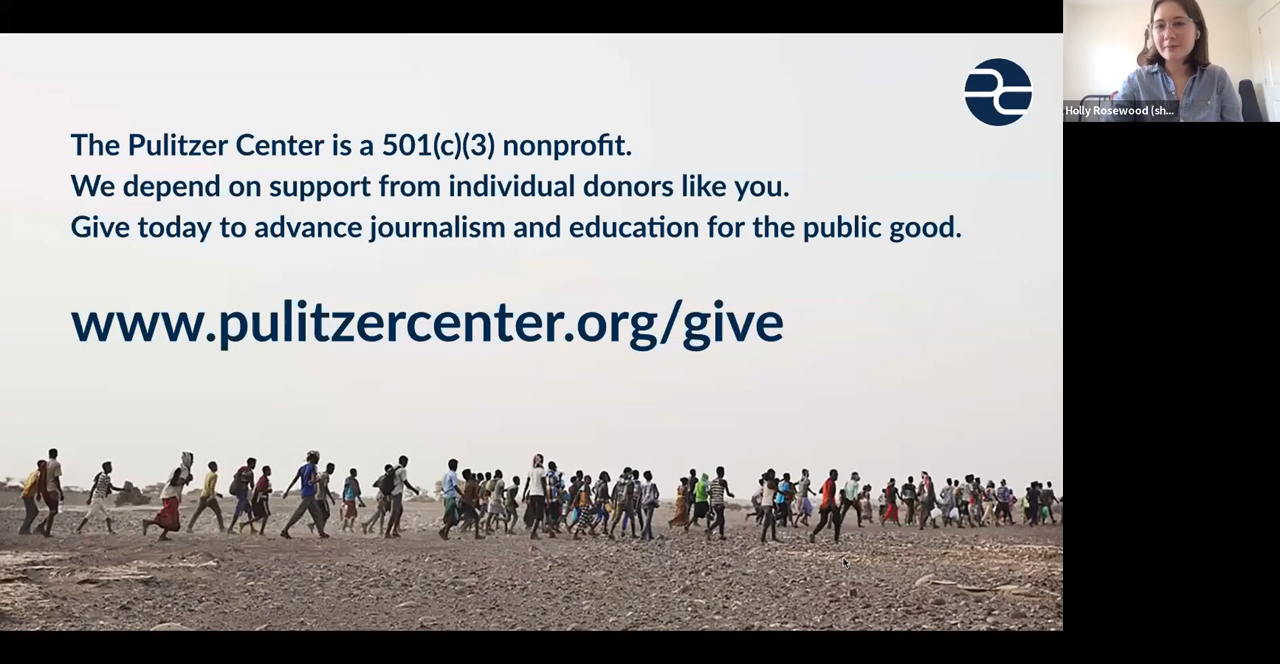 The Pulitzer Center is a 501(c)(3) nonprofit.
We depend on support from individual donors like you.
Give today to advance journalism and education for the public good.
www.pulitzercenter.org/give
Holly Rosewood (sh...